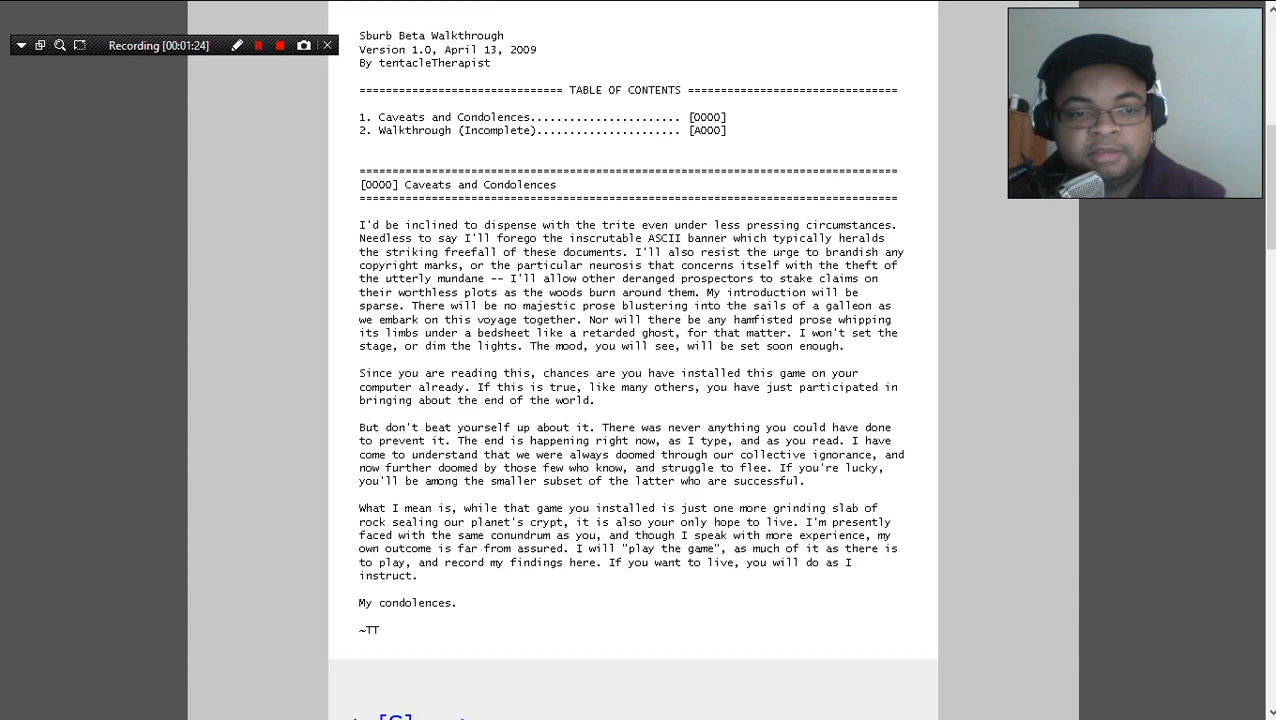 Recording [00:01:24]
Sburb Beta Walkthrough
Version 1.0, April 13, 2009
By tentacleTherapist
=============================== TABLE OF CONTENTS ================================
1. Caveats and Condolences....................... [0000]
2. Walkthrough (Incomplete)...................... [A000]
==================================================================================
[0000] Caveats and Condolences
==================================================================================
I'd be inclined to dispense with the trite even under less pressing circumstances.
Needless to say I'll forego the inscrutable ASCII banner which typically heralds
the striking freefall of these documents. I'll also resist the urge to brandish any
copyright marks, or the particular neurosis that concerns itself with the theft of
the utterly mundane -- I'll allow other deranged prospectors to stake claims on
their worthless plots as the woods burn around them. My introduction will be
sparse. There will be no majestic prose blustering into the sails of a galleon as
we embark on this voyage together. Nor will there be any hamfisted prose whipping
its limbs under a bedsheet like a retarded ghost, for that matter. I won't set the
stage, or dim the lights. The mood, you will see, will be set soon enough.
Since you are reading this, chances are you have installed this game on your
computer already. If this is true, like many others, you have just participated in
bringing about the end of the world.
But don't beat yourself up about it. There was never anything you could have done
to prevent it. The end is happening right now, as I type, and as you read. I have
come to understand that we were always doomed through our collective ignorance, and
now further doomed by those few who know, and struggle to flee. If you're lucky,
you'll be among the smaller subset of the latter who are successful.
What I mean is, while that game you installed is just one more grinding slab of
rock sealing our planet's crypt, it is also your only hope to live. I'm presently
faced with the same conundrum as you, and though I speak with more experience, my
own outcome is far from assured. I will "play the game", as much of it as there is
to play, and record my findings here. If you want to live, you will do as I
instruct.
My condolences.
~TT